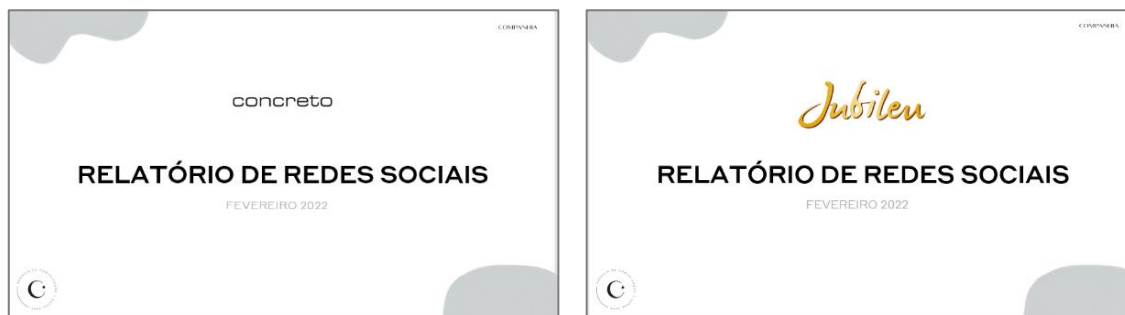 COMPANHIA
concreto
RELATÓRIO DE REDES SOCIAIS
FEVEREIRO 2022
C
COMPANHIA
Jubileu
RELATÓRIO DE REDES SOCIAIS
FEVEREIRO 2022
C